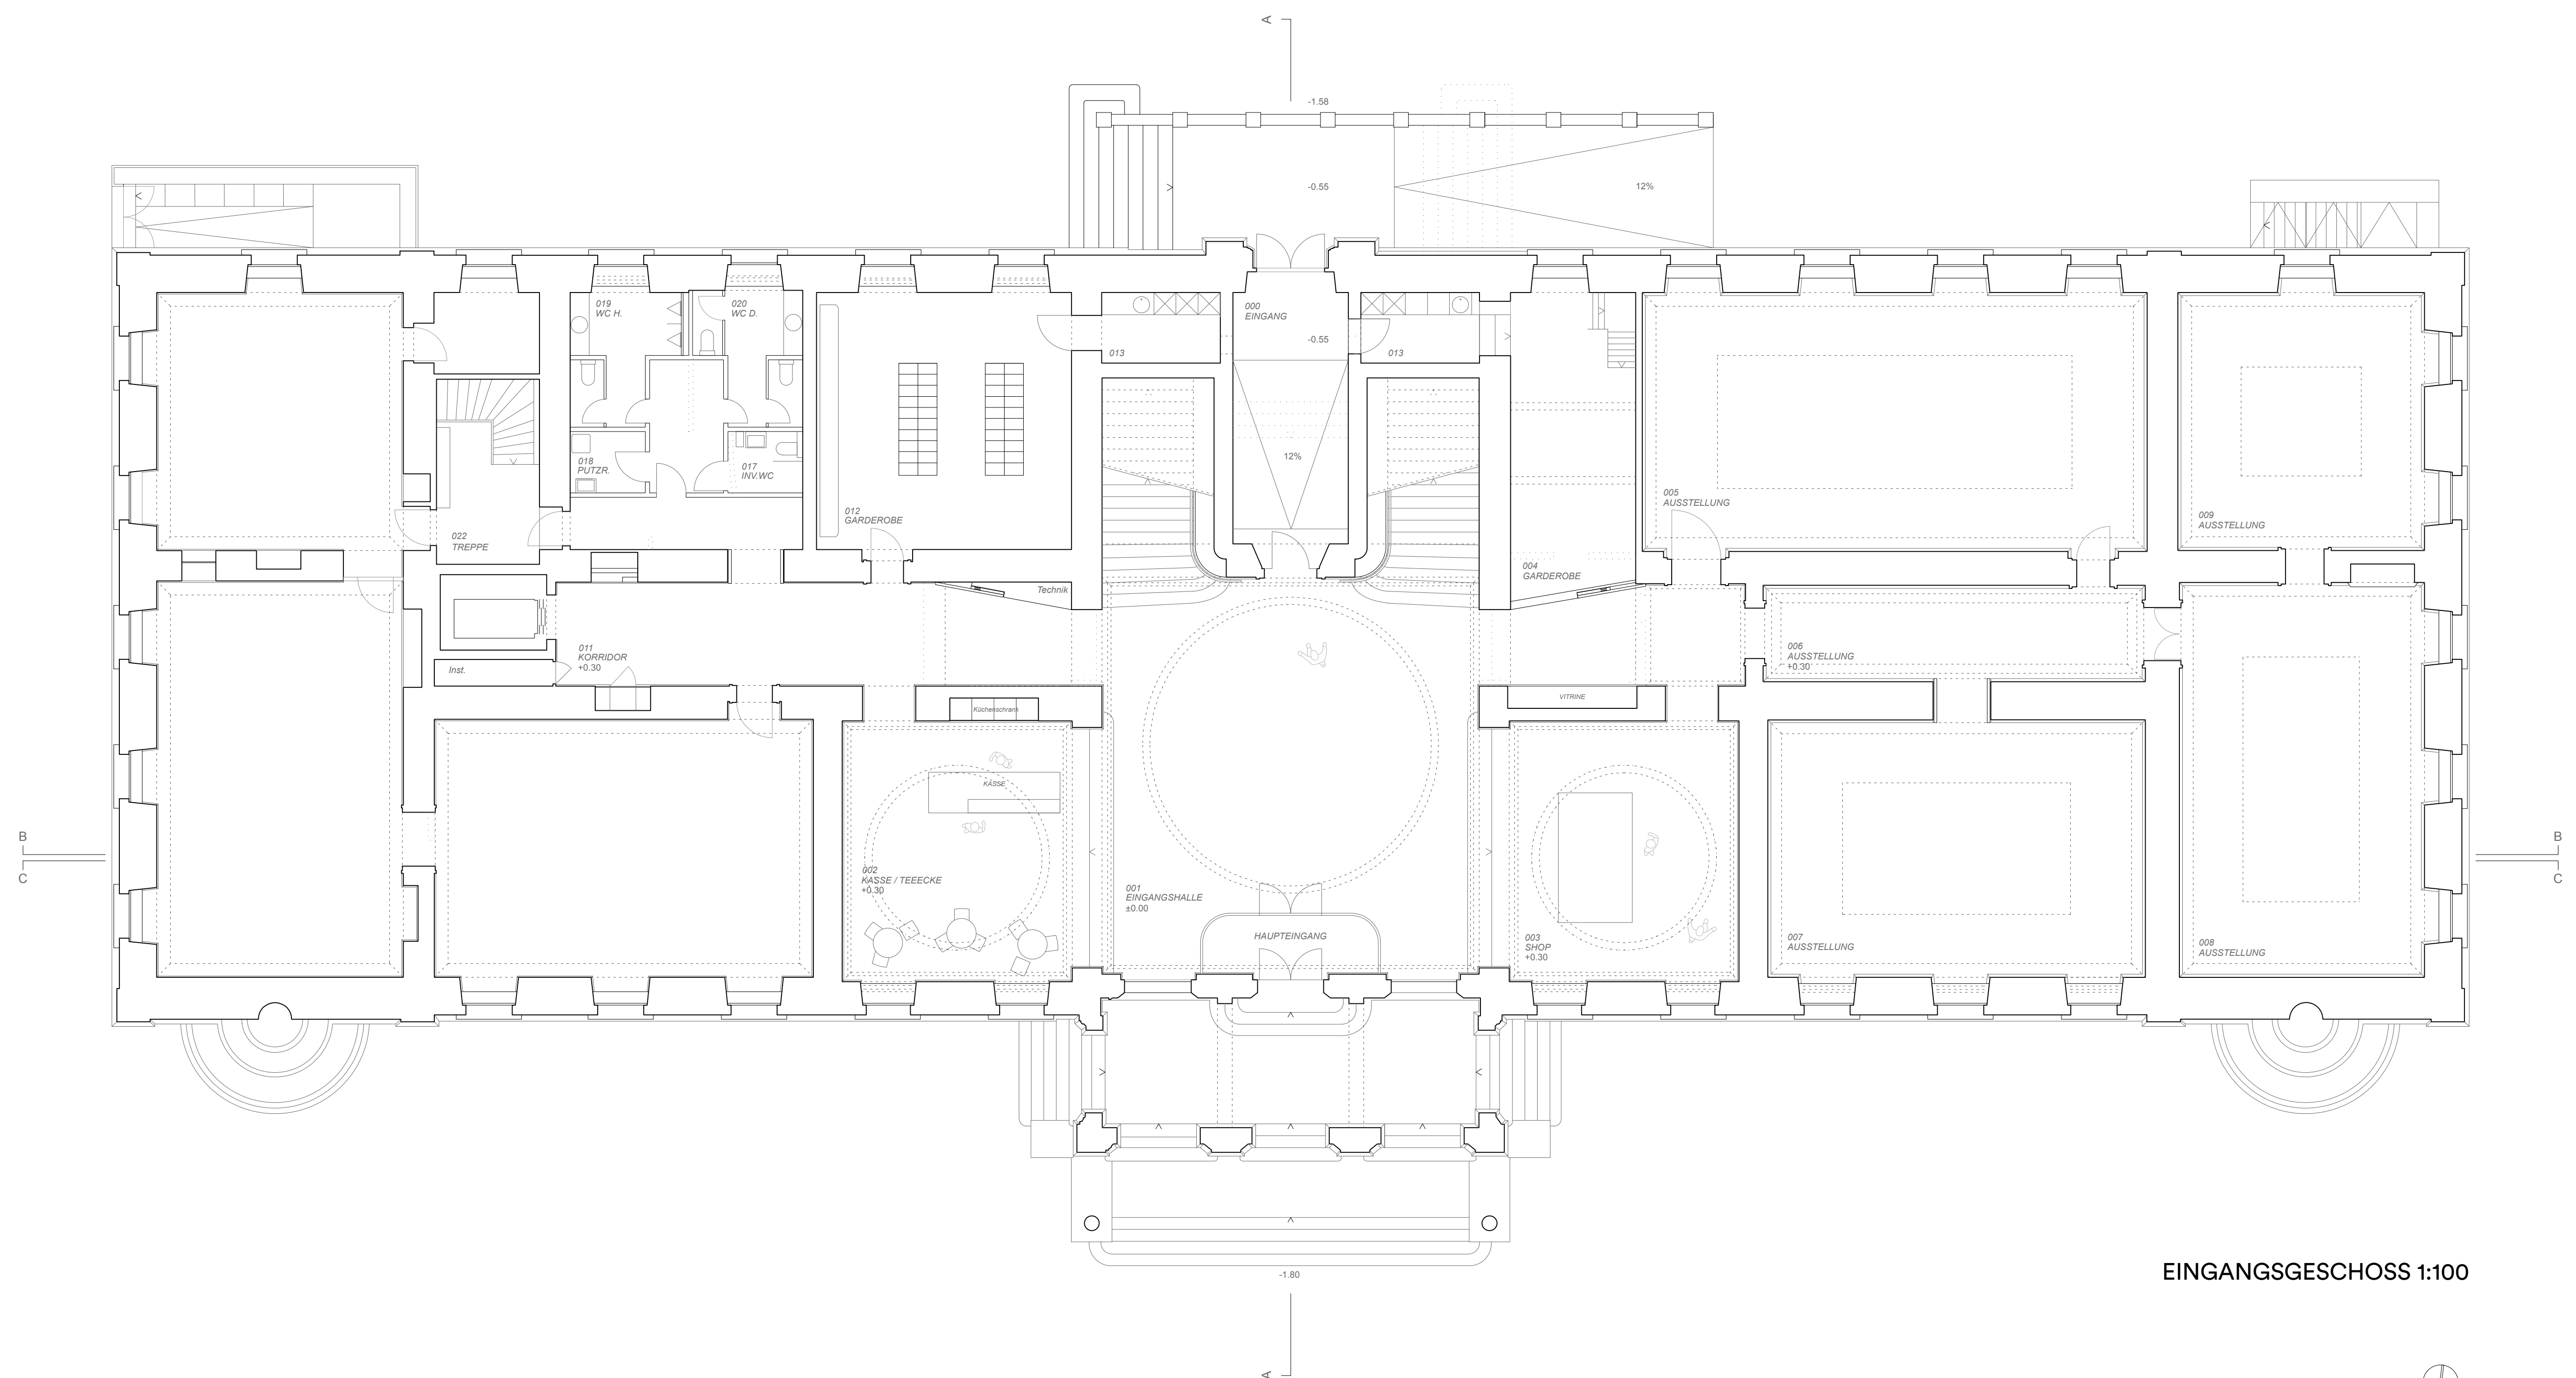 A
-1.58
-0.55
12%
019
WC H.
020
WC D.
000
EINGANG
-0.55
013
013
12%
018
PUTZR.
017
INV.WC
012
GARDEROBE
022
TREPPE
005
AUSSTELLUNG
009
AUSSTELLUNG
004
GARDEROBE
Technik
011
KORRIDOR
+0.30
Inst.
006
AUSSTELLUNG
+0.30
Küchenschrank
VITRINE
KASSE
B
C
B
C
002
KASSE / TEEECKE
+0.30
001
EINGANGSHALLE
±0.00
HAUPTEINGANG
003
SHOP
+0.30
007
AUSSTELLUNG
008
AUSSTELLUNG
-1.80
EINGANGSGESCHOSS 1:100
A